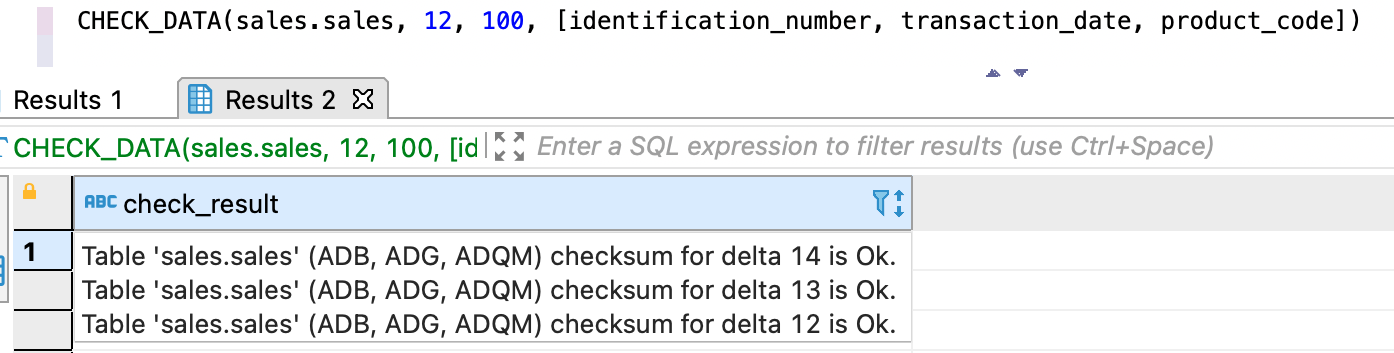 CHECK_DATA(sales.sales, 12, 100, [identification_number, transaction_date, product_code])
Results 1
Results 2
CHECK_DATA(sales.sales, 12, 100, [id
Enter a SQL expression to filter results (use Ctrl+Space)
ABC check_result
1
Table 'sales.sales' (ADB, ADG, ADQM) checksum for delta 14 is Ok.
Table 'sales.sales' (ADB, ADG, ADQM) checksum for delta 13 is Ok.
Table 'sales.sales' (ADB, ADG, ADQM) checksum for delta 12 is Ok.